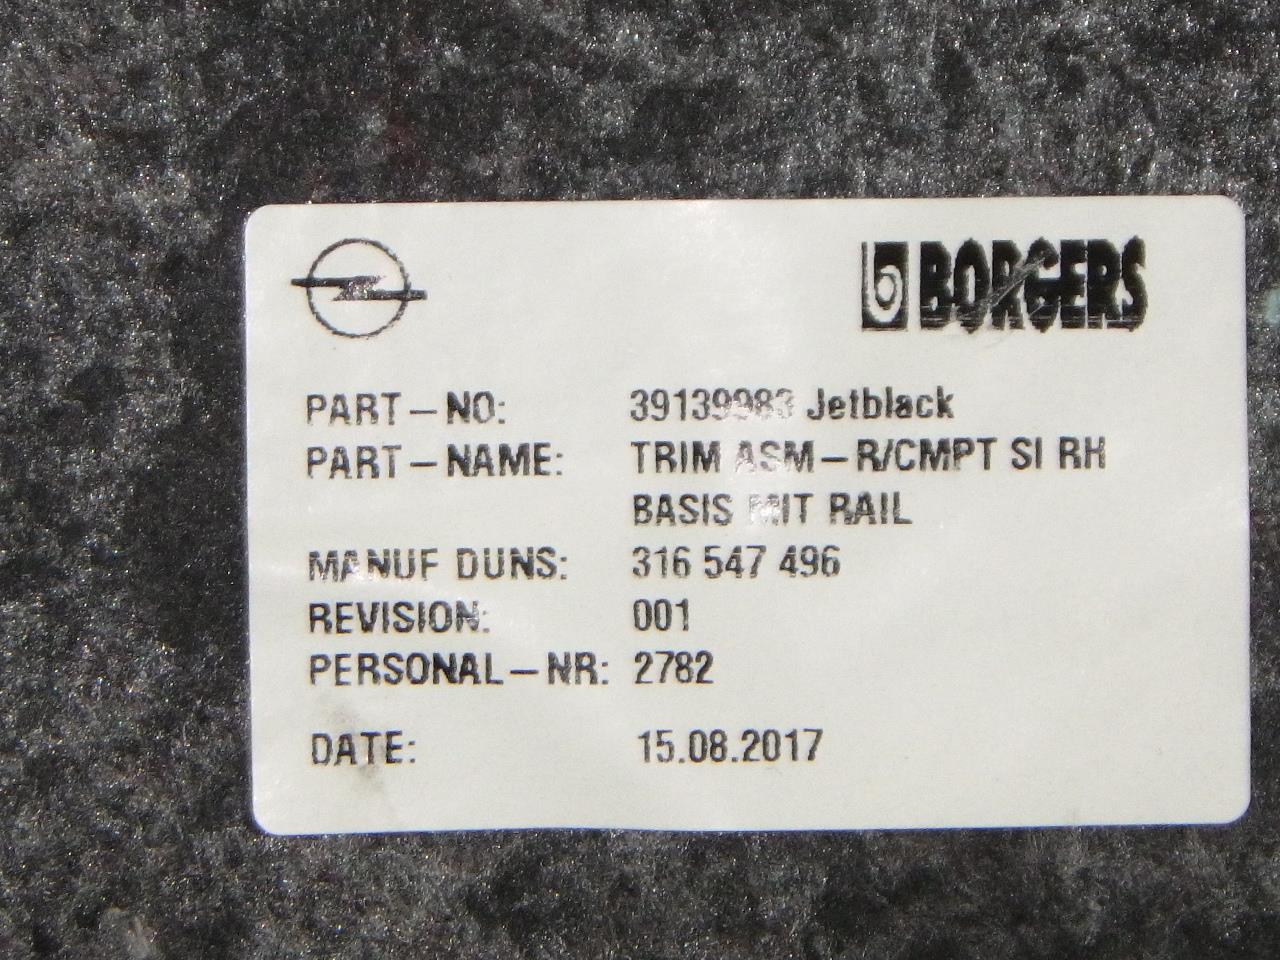 BORGERS
PART-NO: 39139983 Jetblack
PART-NAME: TRIM ASM-R/CMPT SI RH
BASIS MIT RAIL
MANUF DUNS: 316 547 496
REVISION: 001
PERSONAL-NR: 2782
DATE: 15.08.2017